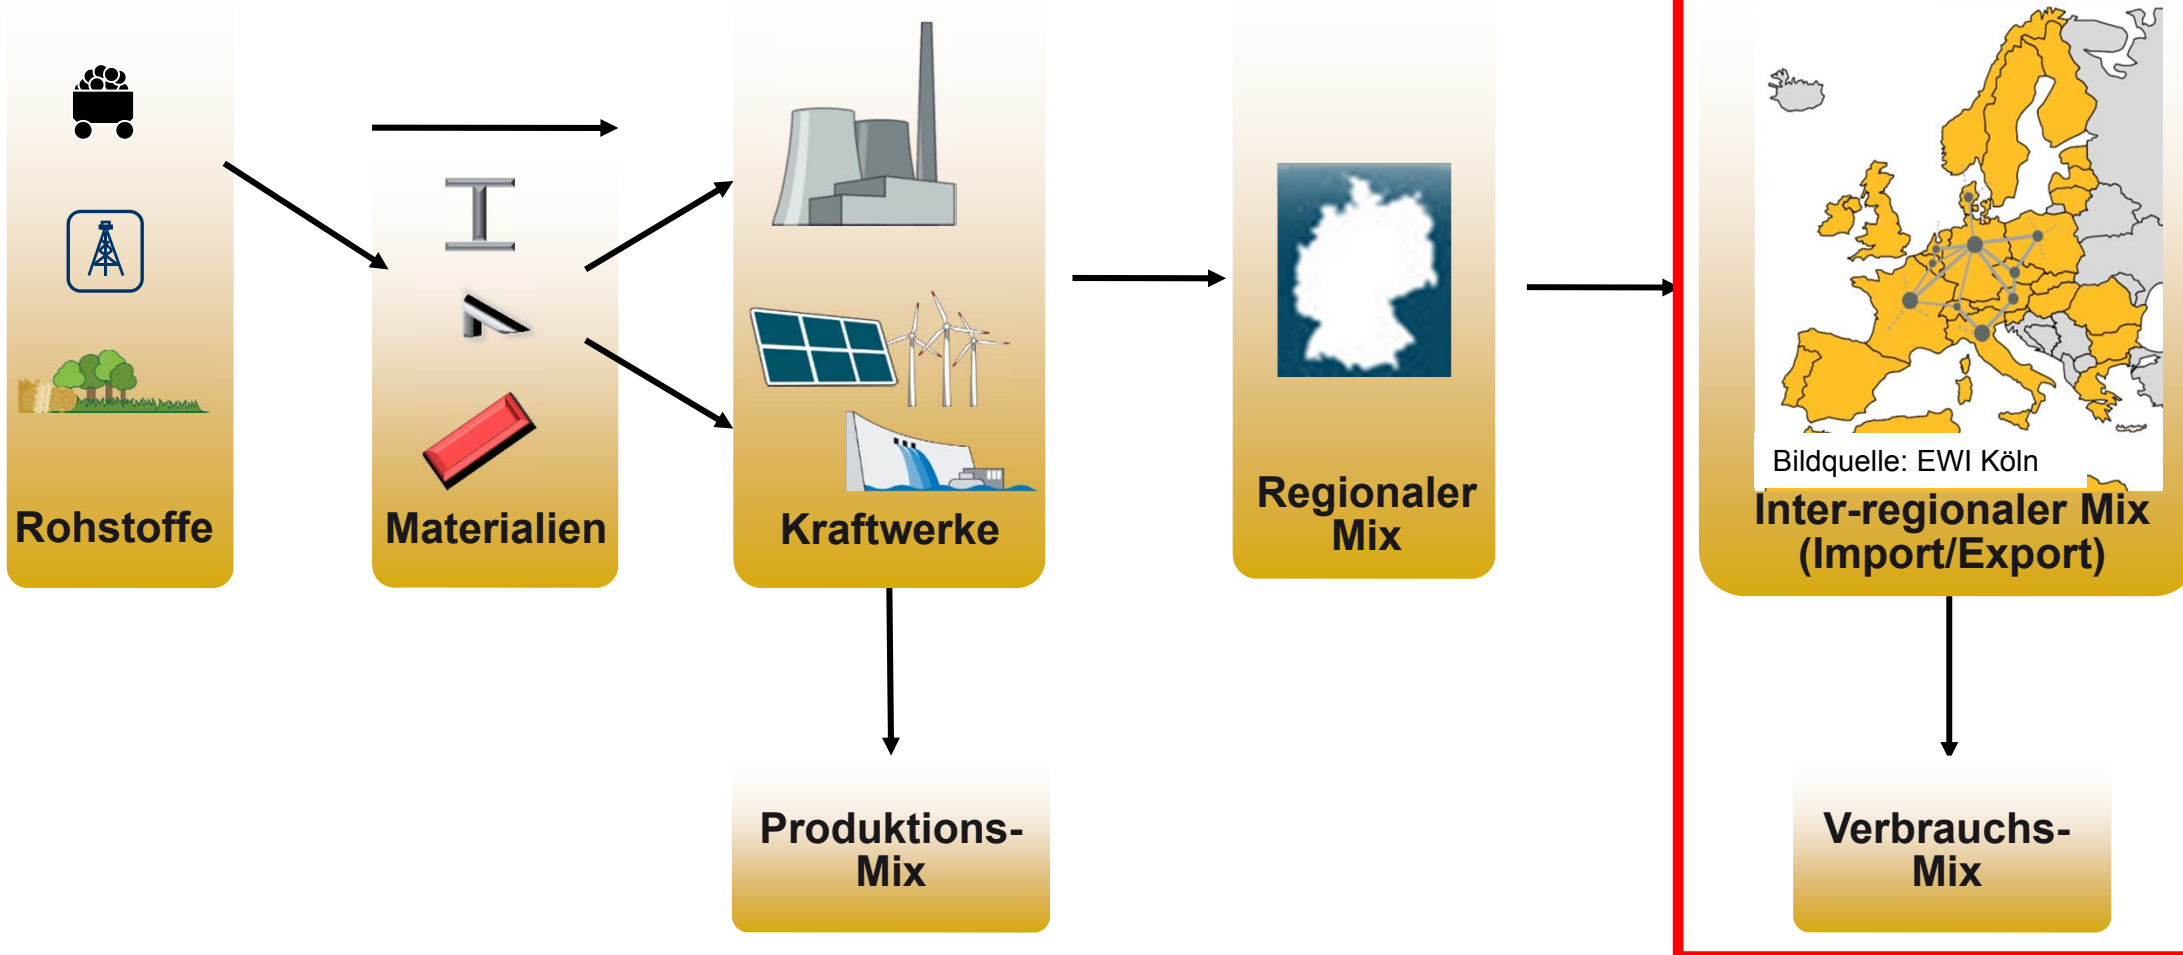 Rohstoffe
Materialien
Kraftwerke
Regionaler
Mix
Bildquelle: EWI Köln
Inter-regionaler Mix
(Import/Export)
Produktions-
Mix
Verbrauchs-
Mix